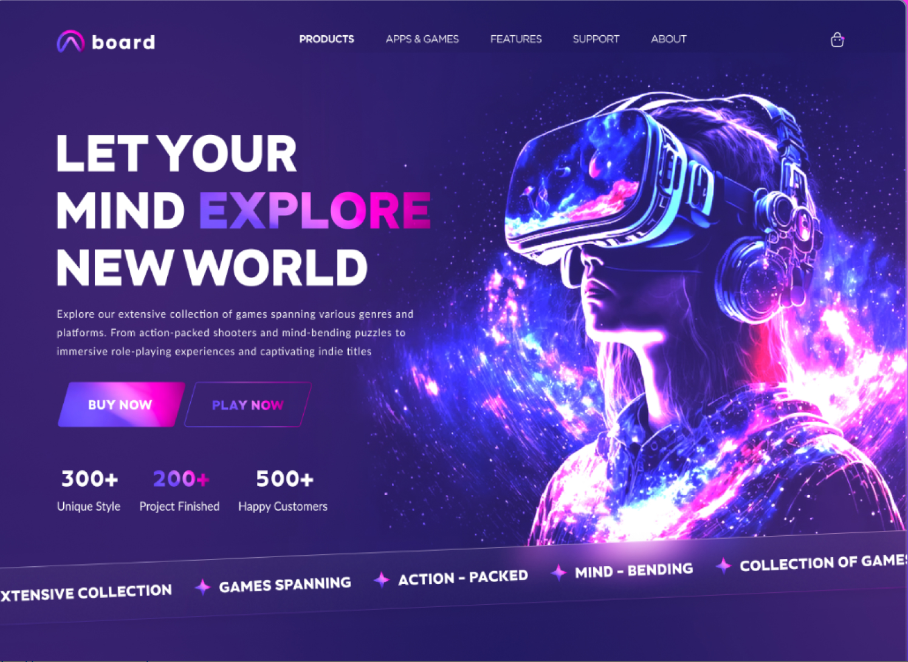 board
PRODUCTS
APPS & GAMES
FEATURES
SUPPORT
ABOUT
LET YOUR
MIND EXPLORE
NEW WORLD
Explore our extensive collection of games spanning various genres and
platforms. From action-packed shooters and mind-bending puzzles to
immersive role-playing experiences and captivating indie titles
BUY NOW
PLAY NOW
300+
Unique Style
200+
Project Finished
500+
Happy Customers
XTENSIVE COLLECTION
GAMES SPANNING
ACTION - PACKED
MIND - BENDING
COLLECTION OF GAMES